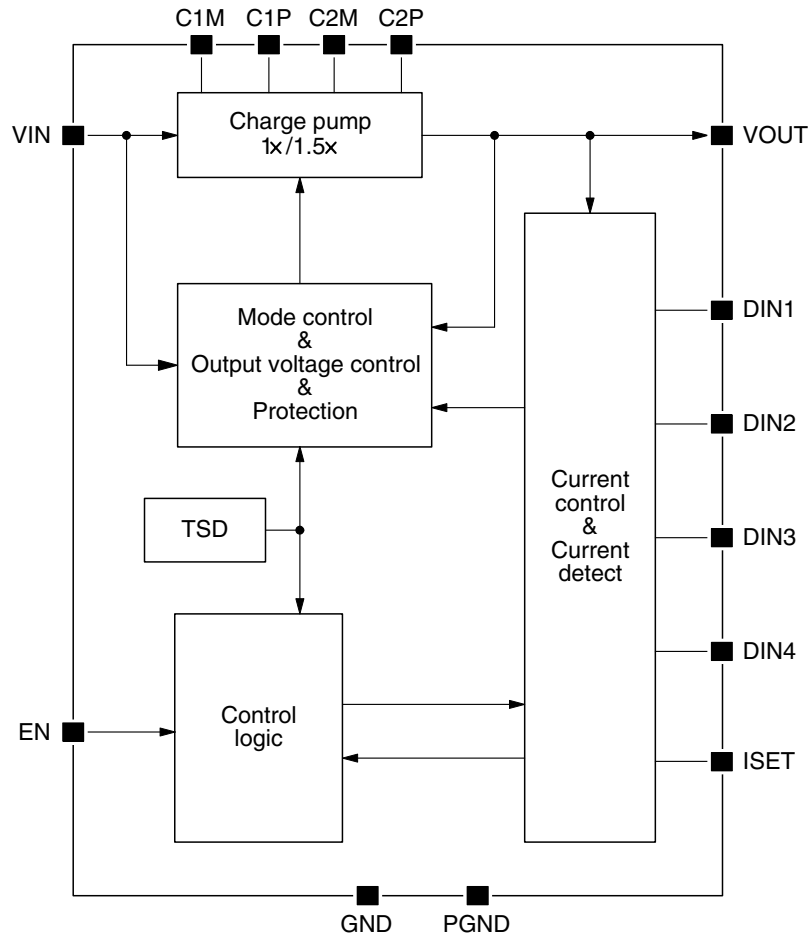 C1M C1P C2M C2P
VIN
Charge pump
1x/1.5x
VOUT
Mode control
&
Output voltage control
&
Protection
DIN1
DIN2
TSD
Current
control
&
Current
detect
DIN3
DIN4
EN
Control
logic
ISET
GND PGND